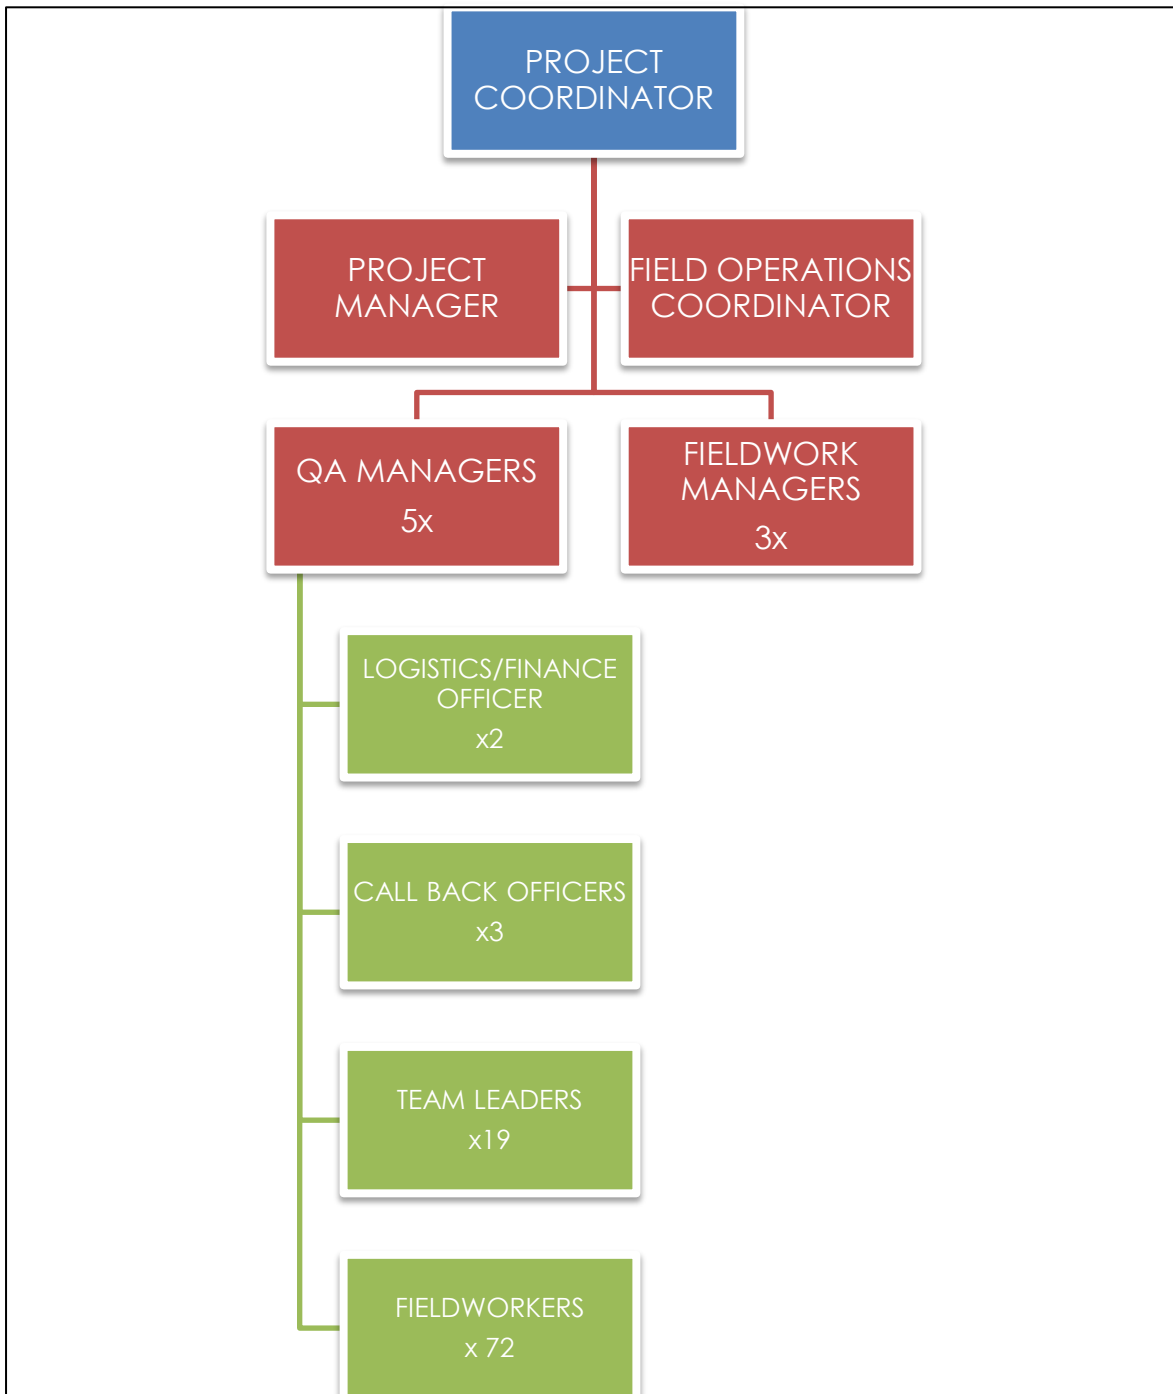 PROJECT
COORDINATOR
PROJECT
MANAGER
FIELD OPERATIONS
COORDINATOR
QA MANAGERS
5x
FIELDWORK
MANAGERS
3x
LOGISTICS/FINANCE
OFFICER
x2
CALL BACK OFFICERS
x3
TEAM LEADERS
x19
FIELDWORKERS
x 72